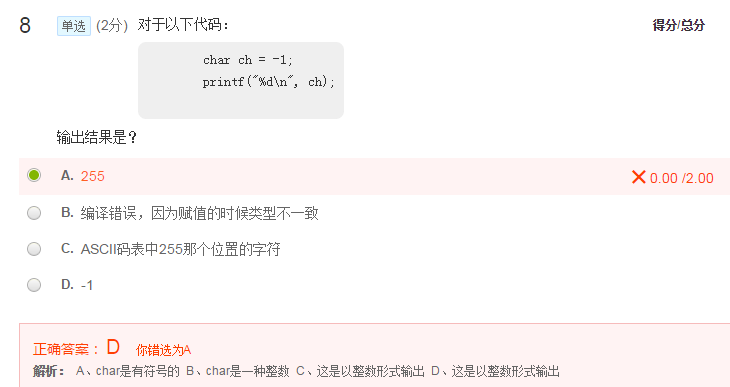 8 单选 (2分) 对于以下代码： 得分/总分
char ch = -1;
printf("%d\n", ch);
输出结果是？
A. 255 0.00 /2.00
B. 编译错误，因为赋值的时候类型不一致
C. ASCII码表中255那个位置的字符
D. -1
正确答案：D 你错选为A
解析： A、char是有符号的 B、char是一种整数 C、这是以整数形式输出 D、这是以整数形式输出